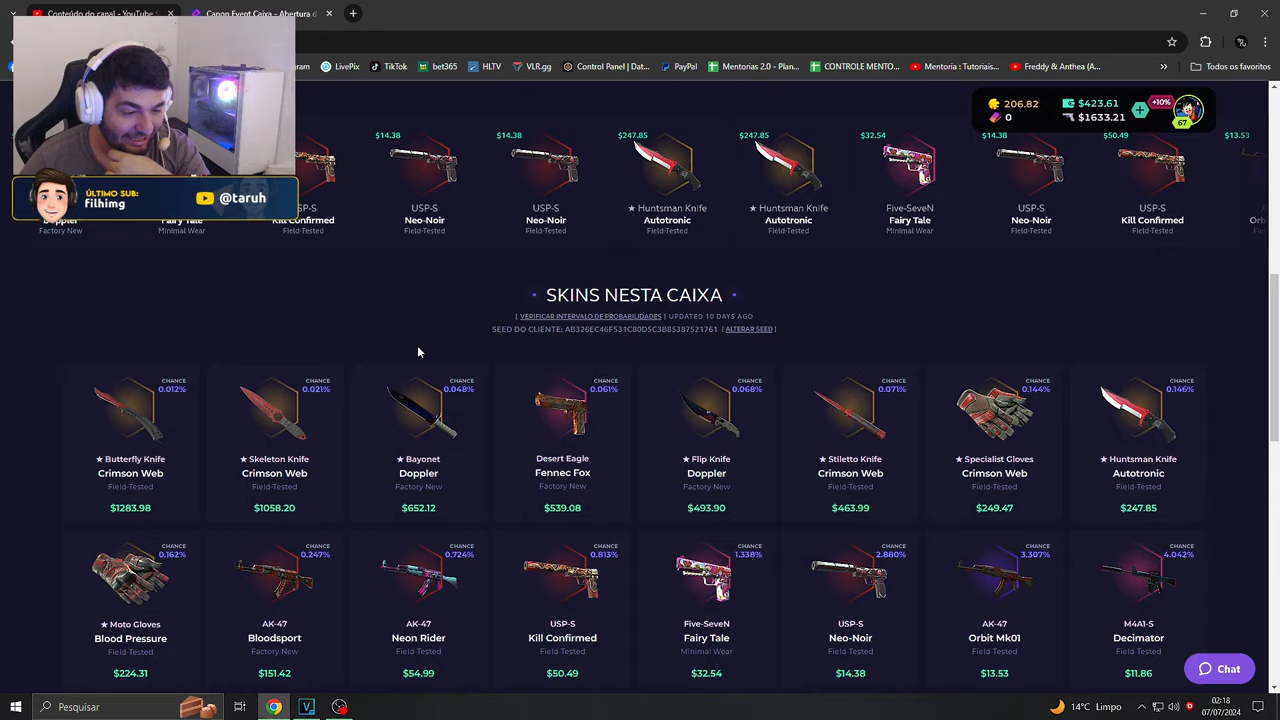 Conteúdo do canal - YouTube
Canon Event Case - Abertura d
LivePix
TikTok
bet365
HLTV
VLR.gg
Control Panel | Dat...
PayPal
Mentorias 2.0 - Plan...
CONTROLE MENTO...
Mentoria : Tutoriais...
Freddy & Anthea (A...
Todos os favoritos
206.82
0
$423.61
$1633.21
+10%
67
ÚLTIMO SUB:
filhimg
@taruh
$14.38
$14.38
$247.85
$247.85
$32.54
$14.38
$50.49
$13.53
USP-S
USP-S
★ Huntsman Knife
★ Huntsman Knife
Five-SeveN
USP-S
USP-S
Doppler
Fairy Tale
Kill Confirmed
Neo-Noir
Neo-Noir
Autotronic
Autotronic
Fairy Tale
Neo-Noir
Kill Confirmed
Factory New
Minimal Wear
Field-Tested
Field-Tested
Field-Tested
Field-Tested
Field-Tested
Minimal Wear
Field-Tested
Field-Tested
SKINS NESTA CAIXA
[ VERIFICAR INTERVALO DE PROBABILIDADES ] UPDATED 10 DAYS AGO
SEED DO CLIENTE: AB326EC46F531C80D5C3B85387521761 [ ALTERAR SEED ]
CHANCE
0.012%
★ Butterfly Knife
Crimson Web
Field-Tested
$1283.98
CHANCE
0.021%
★ Skeleton Knife
Crimson Web
Field-Tested
$1058.20
CHANCE
0.048%
★ Bayonet
Doppler
Factory New
$652.12
CHANCE
0.061%
Desert Eagle
Fennec Fox
Factory New
$539.08
CHANCE
0.068%
★ Flip Knife
Doppler
Factory New
$493.90
CHANCE
0.071%
★ Stiletto Knife
Crimson Web
Field-Tested
$463.99
CHANCE
0.144%
★ Specialist Gloves
Crimson Web
Field-Tested
$249.47
CHANCE
0.146%
★ Huntsman Knife
Autotronic
Field-Tested
$247.85
CHANCE
0.162%
★ Moto Gloves
Blood Pressure
Field-Tested
$224.31
CHANCE
0.247%
AK-47
Bloodsport
Factory New
$151.42
CHANCE
0.724%
AK-47
Neon Rider
Field-Tested
$54.99
CHANCE
0.813%
USP-S
Kill Confirmed
Field-Tested
$50.49
CHANCE
1.338%
Five-SeveN
Fairy Tale
Minimal Wear
$32.54
CHANCE
2.880%
USP-S
Neo-Noir
Field-Tested
$14.38
CHANCE
3.307%
AK-47
Orbit Mk01
Field-Tested
$13.53
CHANCE
4.042%
M4A1-S
Decimator
Field-Tested
$11.86
Chat
Pesquisar
14°C Limpo
02:18
07/07/2024